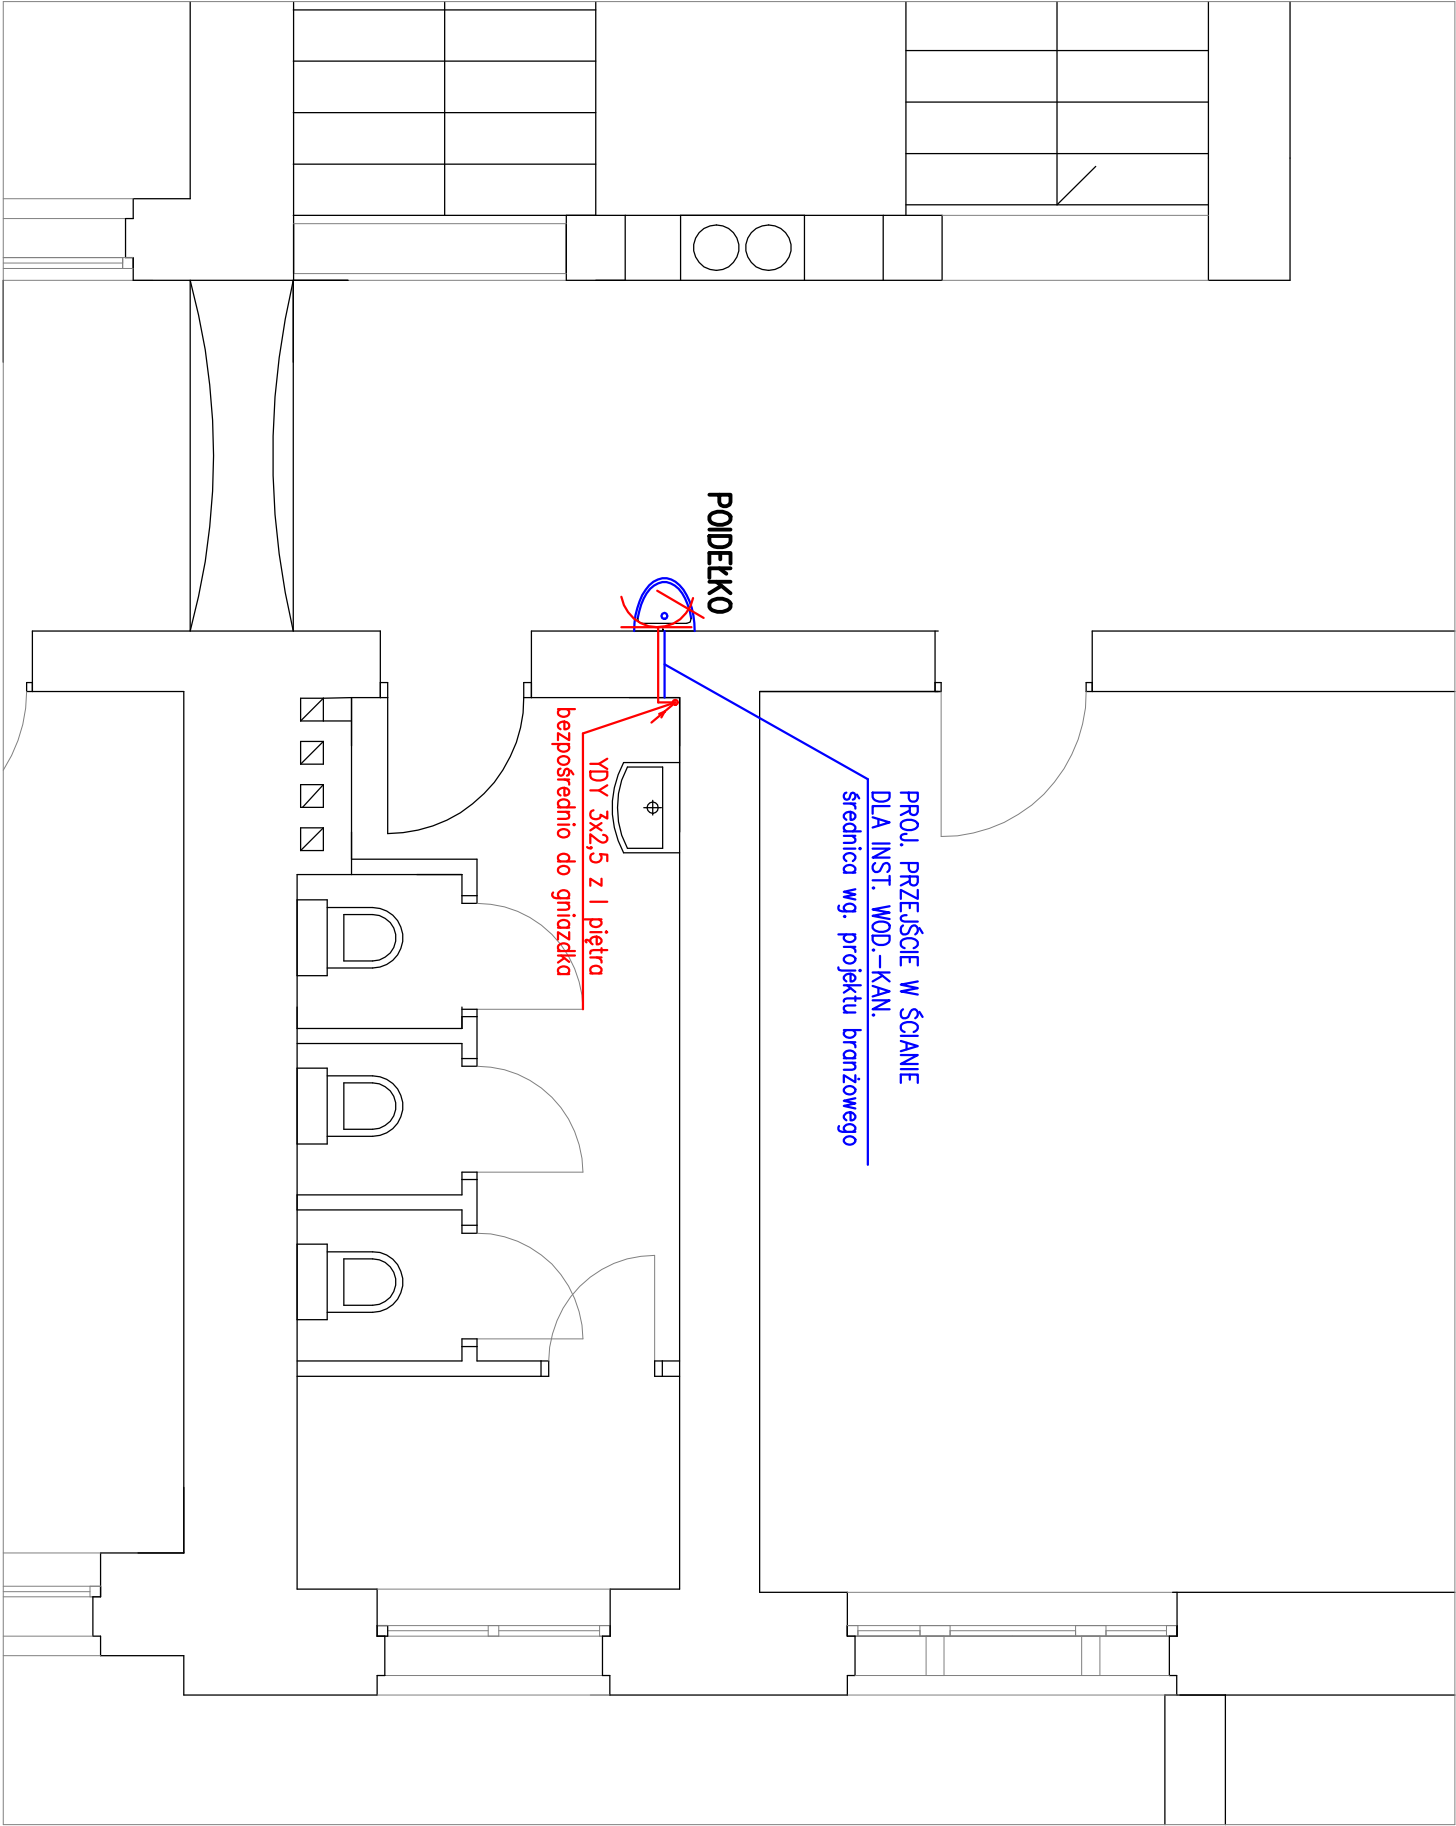 POIDEŁKO
PROJ. PRZEJŚCIE W ŚCIANIE
DLA INST. WOD.-KAN.
średnica wg. projektu branżowego
YDY 3x2,5 z I piętra
bezpośrednio do gniazdka